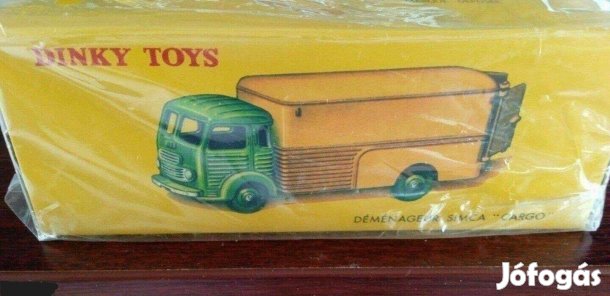 DINKY TOYS
DÉMÉNAGEUR SIMCA "CARGO"
Jófogás